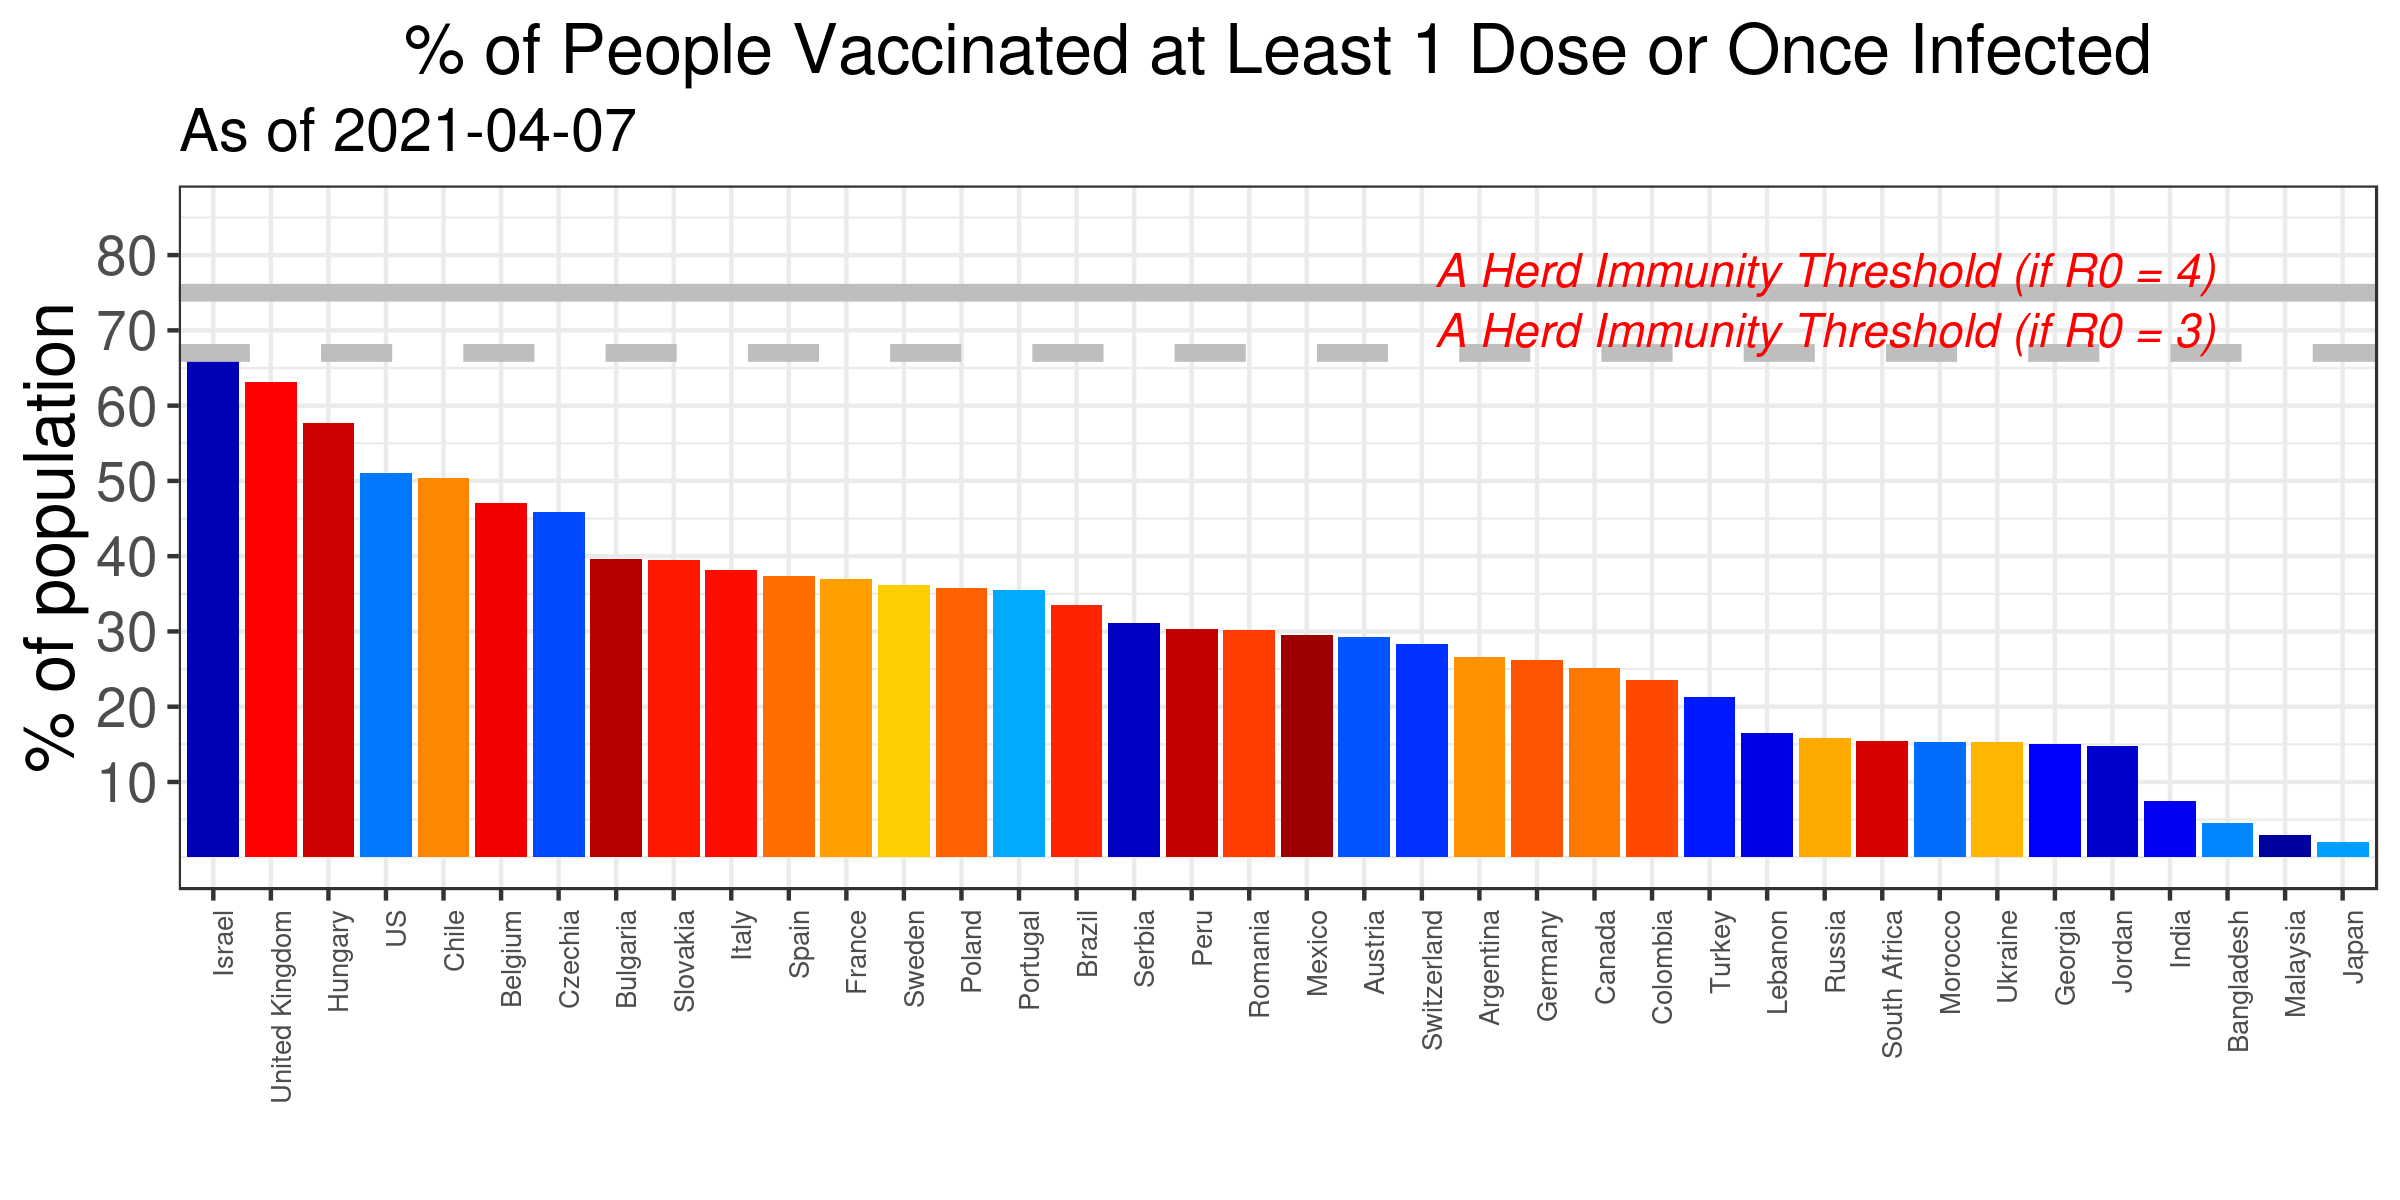 % of People Vaccinated at Least 1 Dose or Once Infected
As of 2021-04-07
% of population
80
70
60
50
40
30
20
10
A Herd Immunity Threshold (if R0 = 4)
A Herd Immunity Threshold (if R0 = 3)
Israel
United Kingdom
Hungary
US
Chile
Belgium
Czechia
Bulgaria
Slovakia
Italy
Spain
France
Sweden
Poland
Portugal
Brazil
Serbia
Peru
Romania
Mexico
Austria
Switzerland
Argentina
Germany
Canada
Colombia
Turkey
Lebanon
Russia
South Africa
Morocco
Ukraine
Georgia
Jordan
India
Bangladesh
Malaysia
Japan